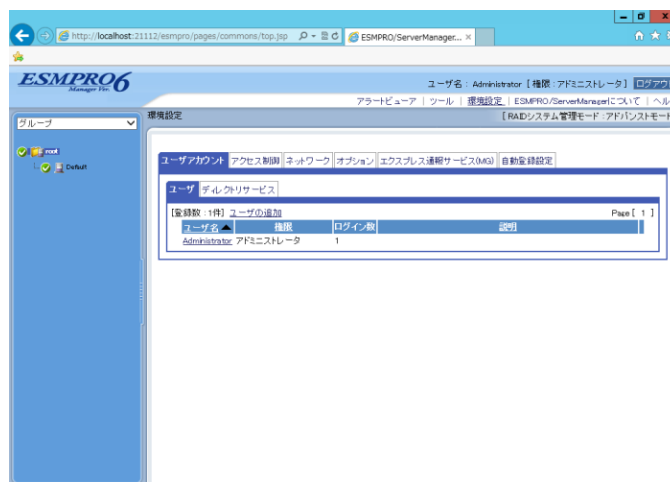 http://localhost:21112/esmpro/pages/commons/top.jsp
ESMPRO/ServerManager...
ESMPRO6
Manager Ver.
ユーザ名 : Administrator [ 権限 : アドミニストレータ ] ログアウ
アラートビューア | ツール | 環境設定 | ESMPRO/ServerManagerについて | ヘル
グループ
環境設定
[ RAIDシステム管理モード : アドバンストモード
root
Default
ユーザアカウント アクセス制御 ネットワーク オプション エクスプレス通報サービス(MG) 自動登録設定
ユーザ ディレクトリサービス
[登録数 : 1件] ユーザの追加
Page [ 1 ]
ユーザ名 ▲ 権限 ログイン数 説明
Administrator アドミニストレータ 1